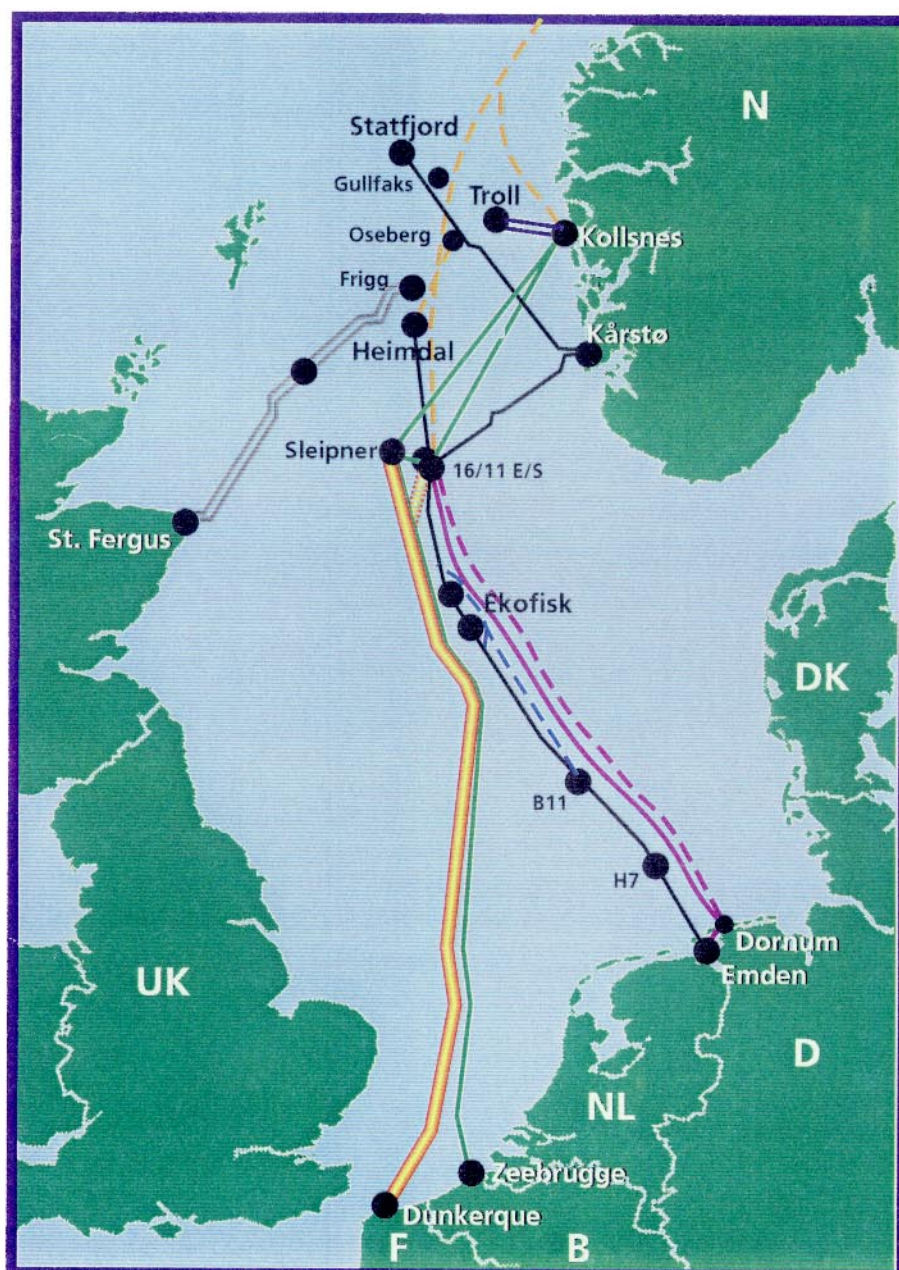 N
Statfjord
Gullfaks
Troll
Oseberg
Kollsnes
Frigg
Kårstø
Heimdal
Sleipner
16/11 E/S
St. Fergus
Ekofisk
DK
B11
H7
Dornum
Emden
UK
D
NL
Zeebrugge
Dunkerque
F
B